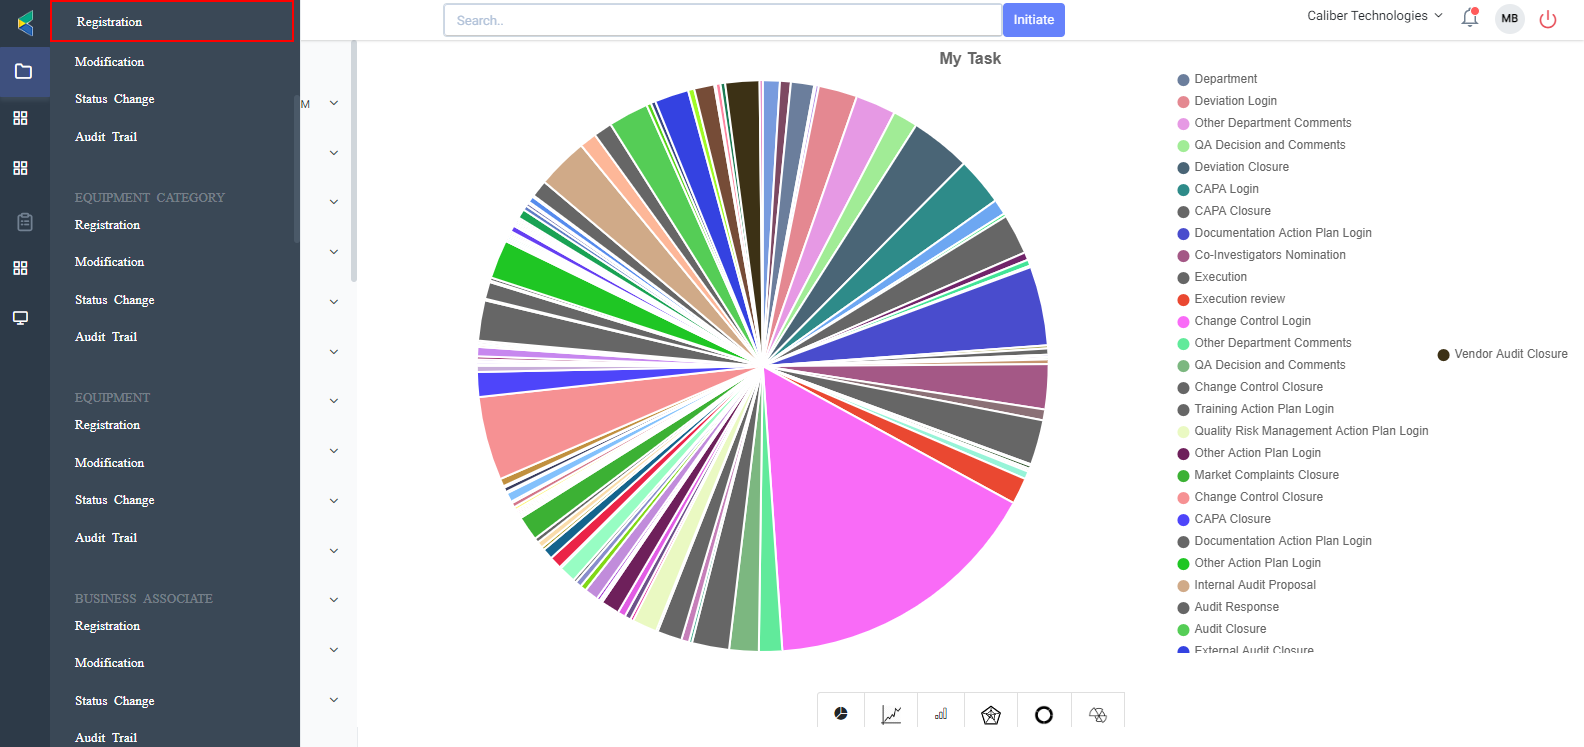 Registration
Modification
Status Change
Audit Trail
EQUIPMENT CATEGORY
Registration
Modification
Status Change
Audit Trail
EQUIPMENT
Registration
Modification
Status Change
Audit Trail
BUSINESS ASSOCIATE
Registration
Modification
Status Change
Audit Trail
M
Search..
Initiate
Caliber Technologies
MB
My Task
Department
Deviation Login
Other Department Comments
QA Decision and Comments
Deviation Closure
CAPA Login
CAPA Closure
Documentation Action Plan Login
Co-Investigators Nomination
Execution
Execution review
Change Control Login
Other Department Comments
QA Decision and Comments
Change Control Closure
Training Action Plan Login
Quality Risk Management Action Plan Login
Other Action Plan Login
Market Complaints Closure
Change Control Closure
CAPA Closure
Documentation Action Plan Login
Other Action Plan Login
Internal Audit Proposal
Audit Response
Audit Closure
External Audit Closure
Vendor Audit Closure